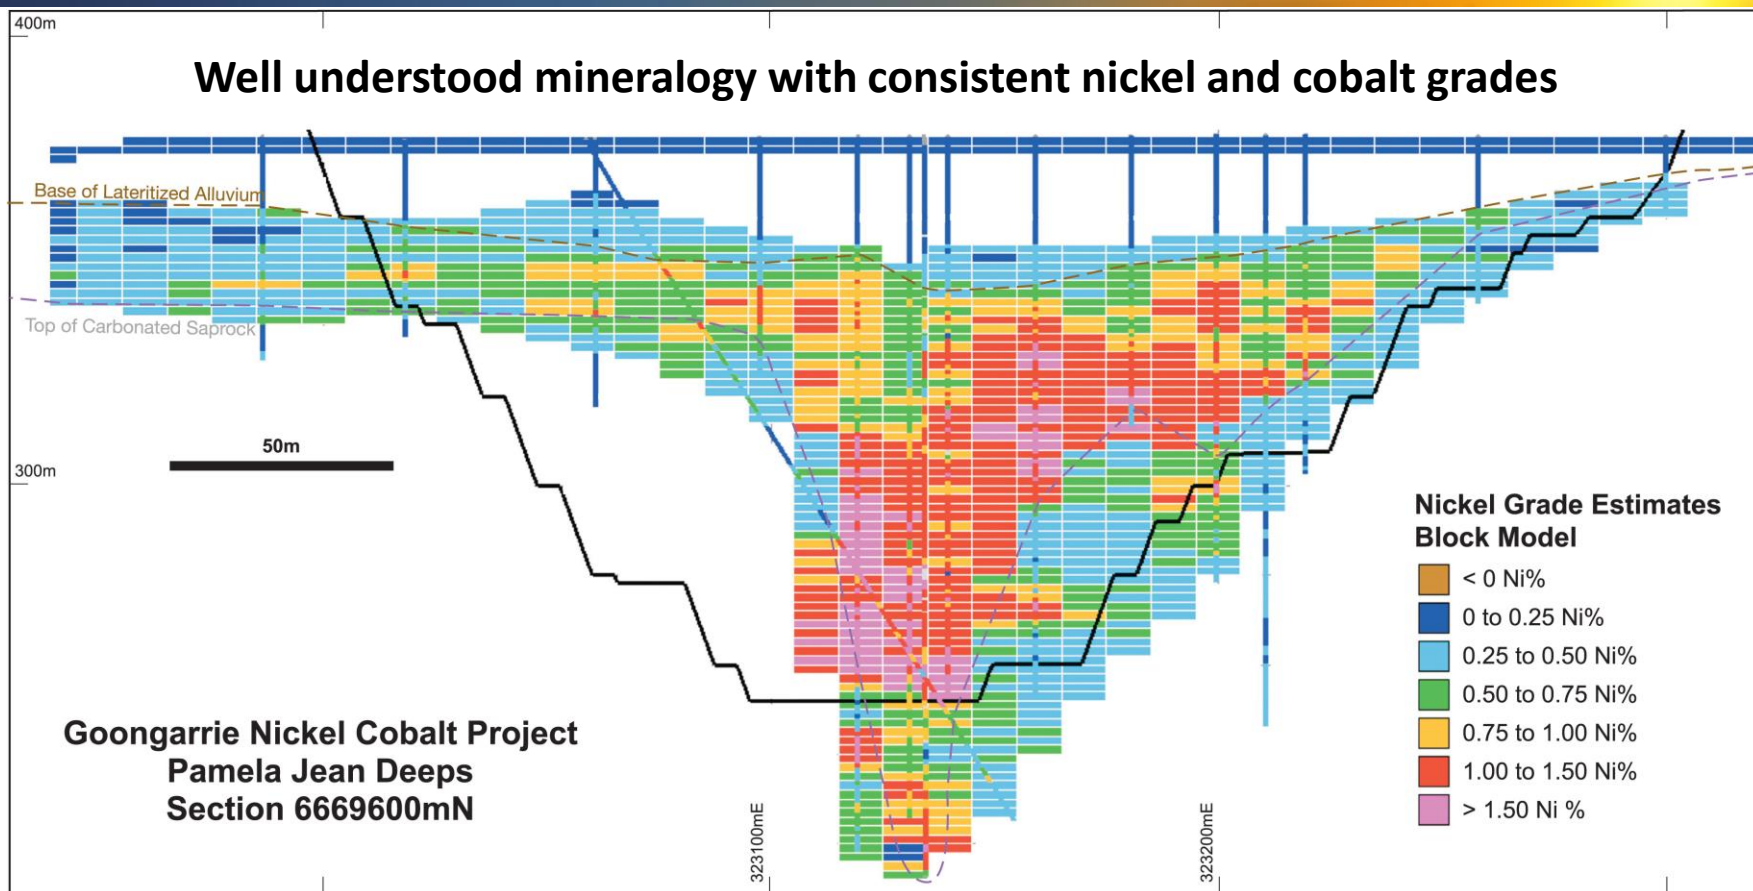 400m
Well understood mineralogy with consistent nickel and cobalt grades
Base of Lateritized Alluvium
Top of Carbonated Saprock
50m
300m
Nickel Grade Estimates
Block Model
< 0 Ni%
0 to 0.25 Ni%
0.25 to 0.50 Ni%
0.50 to 0.75 Ni%
0.75 to 1.00 Ni%
1.00 to 1.50 Ni%
> 1.50 Ni %
Goongarrie Nickel Cobalt Project
Pamela Jean Deeps
Section 6669600mN
323100mE
323200mE